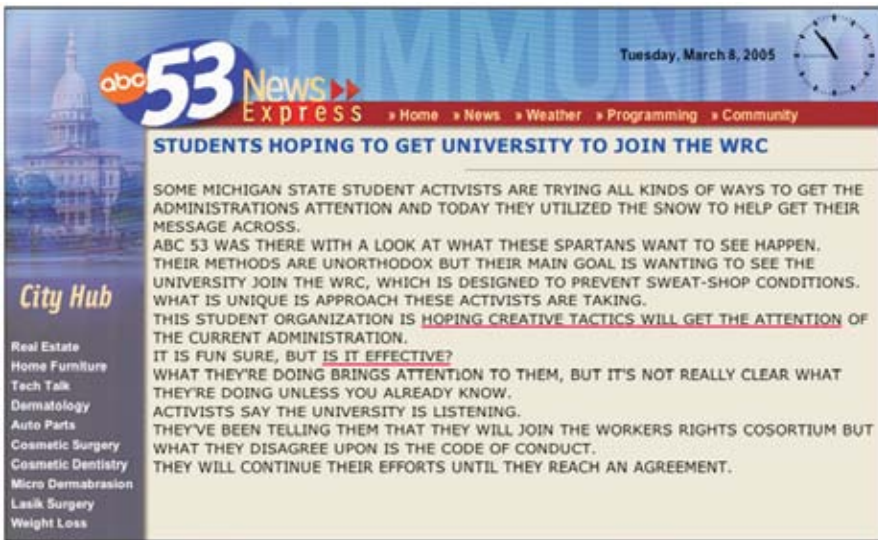 COMMUNITY
Tuesday, March 8, 2005
abc 53 News
Express
» Home » News » Weather » Programming » Community
STUDENTS HOPING TO GET UNIVERSITY TO JOIN THE WRC
SOME MICHIGAN STATE STUDENT ACTIVISTS ARE TRYING ALL KINDS OF WAYS TO GET THE
ADMINISTRATIONS ATTENTION AND TODAY THEY UTILIZED THE SNOW TO HELP GET THEIR
MESSAGE ACROSS.
ABC 53 WAS THERE WITH A LOOK AT WHAT THESE SPARTANS WANT TO SEE HAPPEN.
THEIR METHODS ARE UNORTHODOX BUT THEIR MAIN GOAL IS WANTING TO SEE THE
UNIVERSITY JOIN THE WRC, WHICH IS DESIGNED TO PREVENT SWEAT-SHOP CONDITIONS.
WHAT IS UNIQUE IS APPROACH THESE ACTIVISTS ARE TAKING.
THIS STUDENT ORGANIZATION IS HOPING CREATIVE TACTICS WILL GET THE ATTENTION OF
THE CURRENT ADMINISTRATION.
IT IS FUN SURE, BUT IS IT EFFECTIVE?
WHAT THEY'RE DOING BRINGS ATTENTION TO THEM, BUT IT'S NOT REALLY CLEAR WHAT
THEY'RE DOING UNLESS YOU ALREADY KNOW.
ACTIVISTS SAY THE UNIVERSITY IS LISTENING.
THEY'VE BEEN TELLING THEM THAT THEY WILL JOIN THE WORKERS RIGHTS COSORTIUM BUT
WHAT THEY DISAGREE UPON IS THE CODE OF CONDUCT.
THEY WILL CONTINUE THEIR EFFORTS UNTIL THEY REACH AN AGREEMENT.
City Hub
Real Estate
Home Furniture
Tech Talk
Dermatology
Auto Parts
Cosmetic Surgery
Cosmetic Dentistry
Micro Dermabrasion
Lasik Surgery
Weight Loss